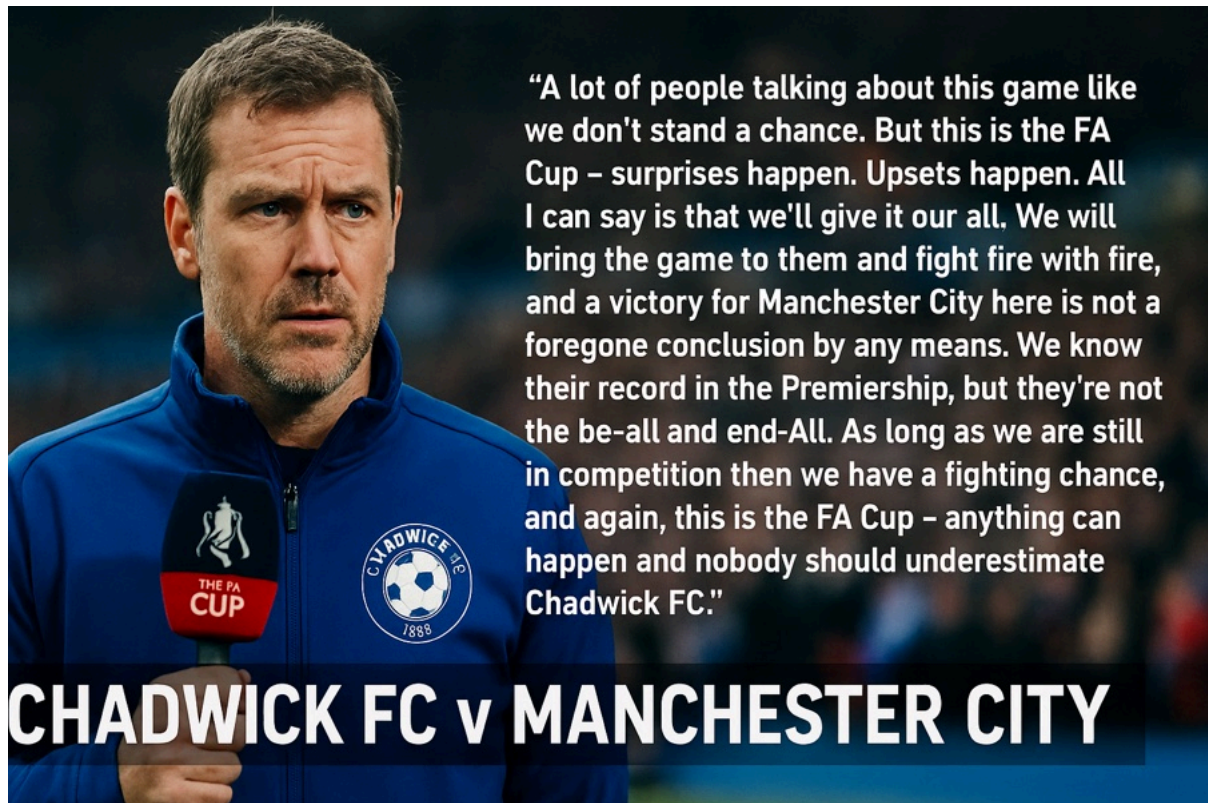 “A lot of people talking about this game like
we don't stand a chance. But this is the FA
Cup – surprises happen. Upsets happen. All
I can say is that we'll give it our all. We will
bring the game to them and fight fire with fire,
and a victory for Manchester City here is not a
foregone conclusion by any means. We know
their record in the Premiership, but they're not
the be-all and end-All. As long as we are still
in competition then we have a fighting chance,
and again, this is the FA Cup – anything can
happen and nobody should underestimate
Chadwick FC.”
THE PA
CUP
CHADWICE
1888
CHADWICK FC v MANCHESTER CITY